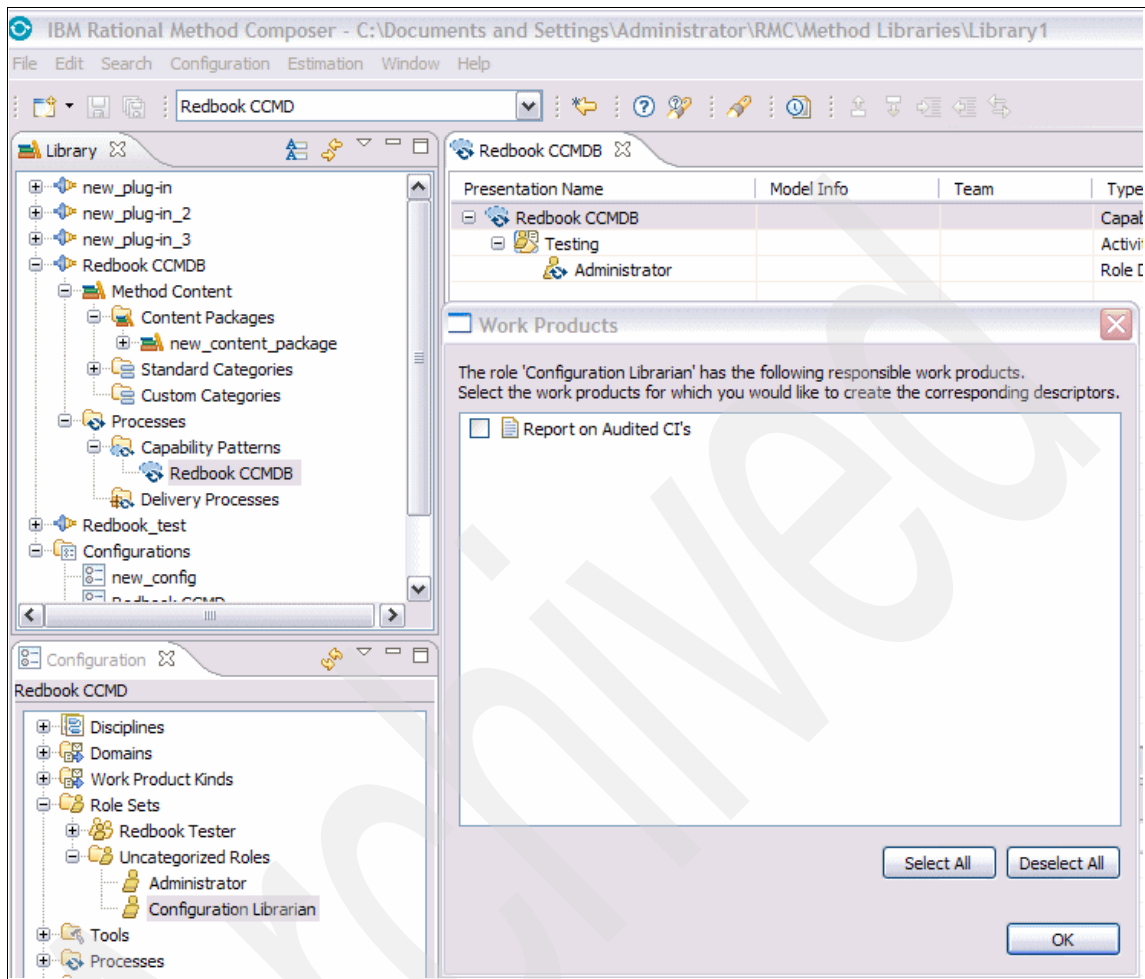 IBM Rational Method Composer - C:\Documents and Settings\Administrator\RMC\Method Libraries\Library1
File Edit Search Configuration Estimation Window Help
Redbook CCMD
Library
new_plug-in
new_plug-in_2
new_plug-in_3
Redbook CCMDB
Method Content
Content Packages
new_content_package
Standard Categories
Custom Categories
Processes
Capability Patterns
Redbook CCMDB
Delivery Processes
Redbook_test
Configurations
new_config
Redbook CCMD
Configuration
Redbook CCMD
Disciplines
Domains
Work Product Kinds
Role Sets
Redbook Tester
Uncategorized Roles
Administrator
Configuration Librarian
Tools
Processes
Redbook CCMDB
Presentation Name Model Info Team Type
Redbook CCMDB Capab
Testing Activit
Administrator Role D
Work Products
The role 'Configuration Librarian' has the following responsible work products.
Select the work products for which you would like to create the corresponding descriptors.
Report on Audited CI's
Select All Deselect All
OK